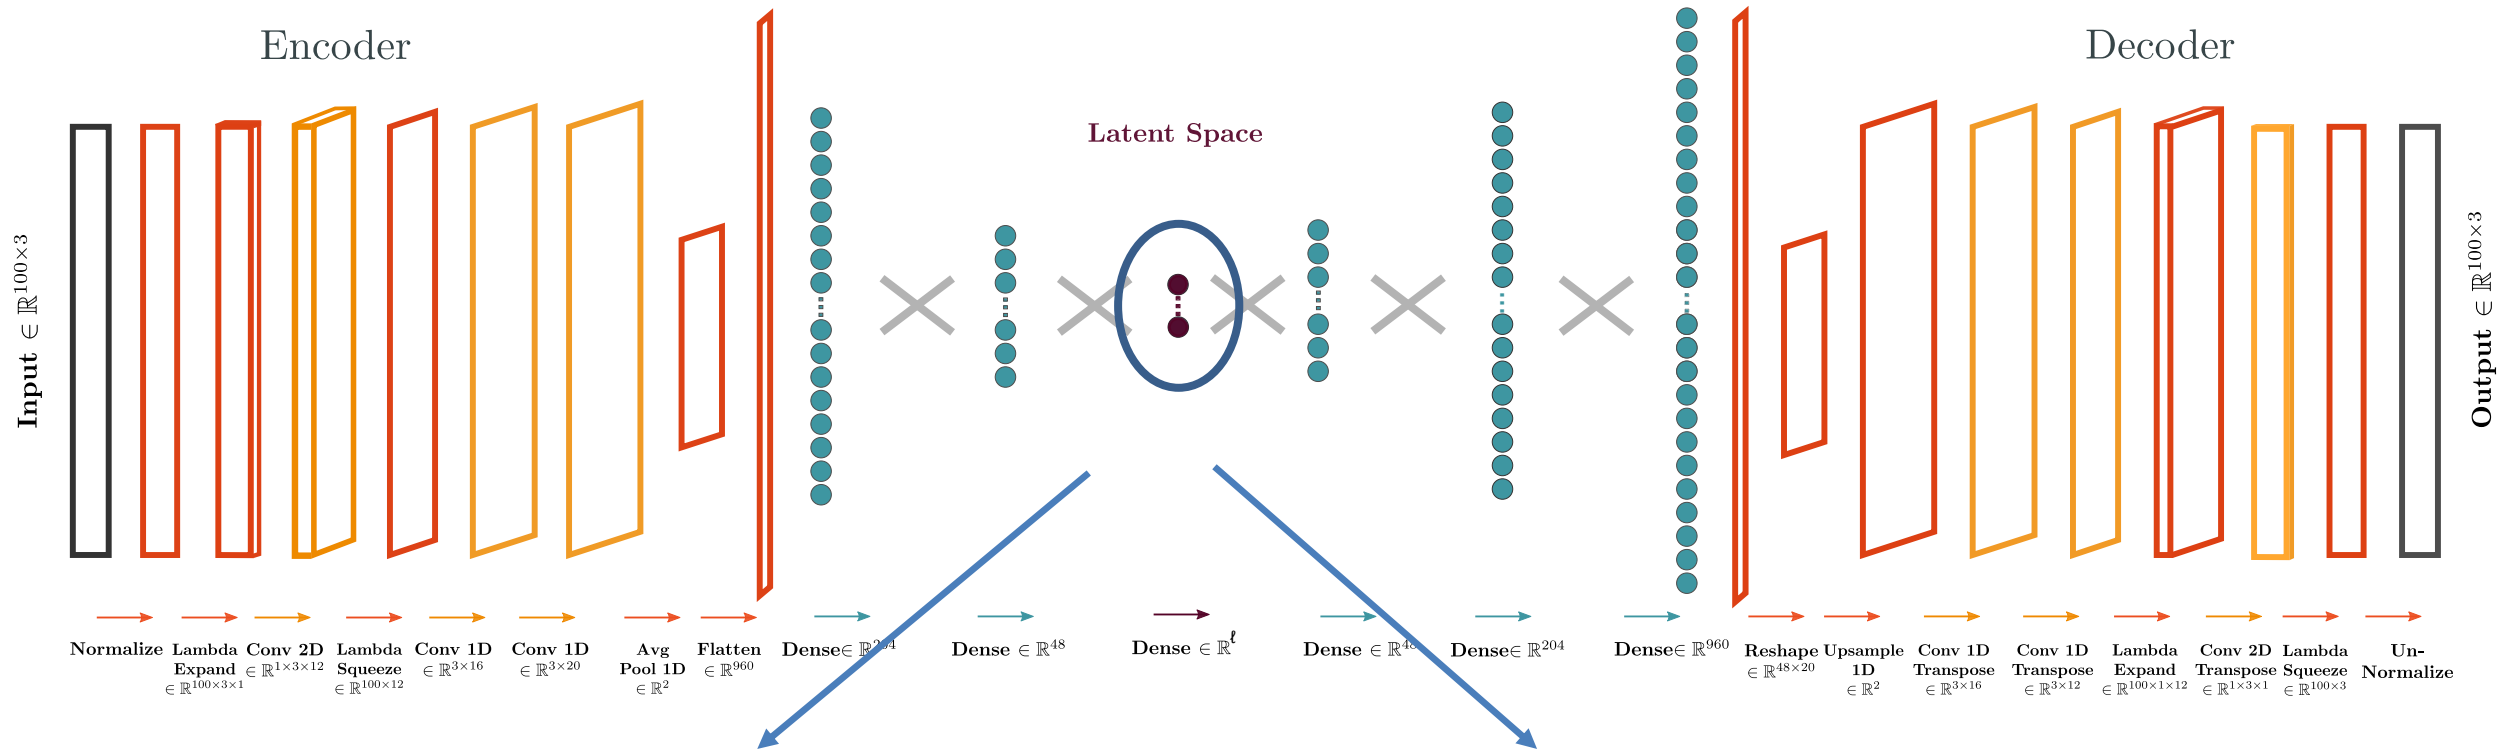 Encoder
Decoder
Latent Space
Input ∈ ℝ^{100×3}
Output ∈ ℝ^{100×3}
Normalize
Lambda
Expand
∈ ℝ^{100×3×1}
Conv 2D
∈ ℝ^{1×3×12}
Lambda
Squeeze
∈ ℝ^{100×12}
Conv 1D
∈ ℝ^{3×16}
Conv 1D
∈ ℝ^{3×20}
Avg
Pool 1D
∈ ℝ^{2}
Flatten
∈ ℝ^{960}
Dense∈ ℝ^{204}
Dense ∈ ℝ^{48}
Dense ∈ ℝ^{ℓ}
Dense ∈ ℝ^{48}
Dense∈ ℝ^{204}
Dense∈ ℝ^{960}
Reshape
∈ ℝ^{48×20}
Upsample
1D
∈ ℝ^{2}
Conv 1D
Transpose
∈ ℝ^{3×16}
Conv 1D
Transpose
∈ ℝ^{3×12}
Lambda
Expand
∈ ℝ^{100×1×12}
Conv 2D
Transpose
∈ ℝ^{1×3×1}
Lambda
Squeeze
∈ ℝ^{100×3}
Un-
Normalize